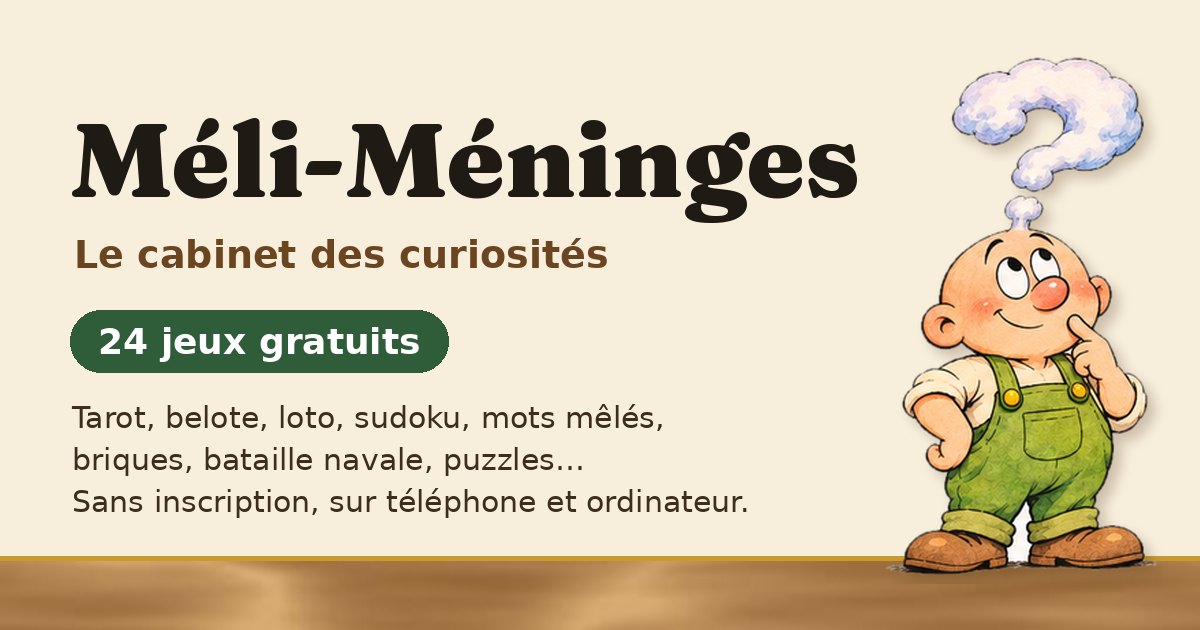 Méli-Méninges
Le cabinet des curiosités
24 jeux gratuits
Tarot, belote, loto, sudoku, mots mêlés,
briques, bataille navale, puzzles…
Sans inscription, sur téléphone et ordinateur.